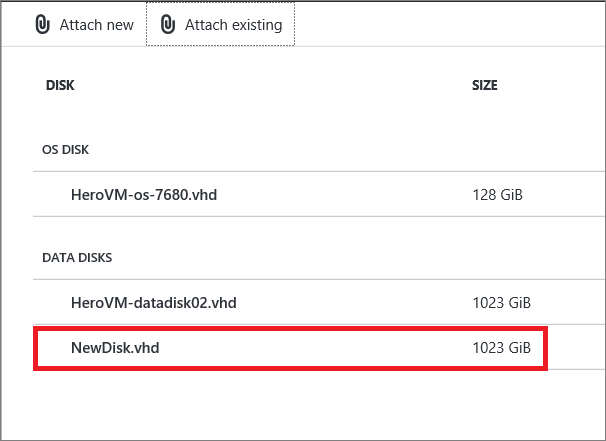 Attach new Attach existing
DISK SIZE
OS DISK
HeroVM-os-7680.vhd 128 GiB
DATA DISKS
HeroVM-datadisk02.vhd 1023 GiB
NewDisk.vhd 1023 GiB